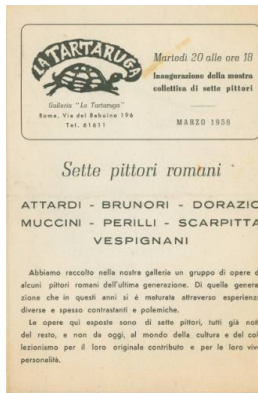 LA TARTARUGA
Galleria "La Tartaruga"
Roma, Via del Babuino 196
Tel. 61611
Martedì 20 alle ore 18
Inaugurazione della mostra
collettiva di sette pittori
MARZO 1956
Sette pittori romani
ATTARDI - BRUNORI - DORAZIO
MUCCINI - PERILLI - SCARPITTA
VESPIGNANI
Abbiamo raccolto nella nostra galleria un gruppo di opere d
alcuni pittori romani dell'ultima generazione. Di quella genera-
zione che in questi anni si è maturata attraverso esperienze
diverse e spesso contrastanti e polemiche.
Le opere qui esposte sono di sette pittori, tutti già noti
del resto, e non da oggi, al mondo della cultura e del col-
lezionismo per il loro originale contributo e per le loro vive
personalità.